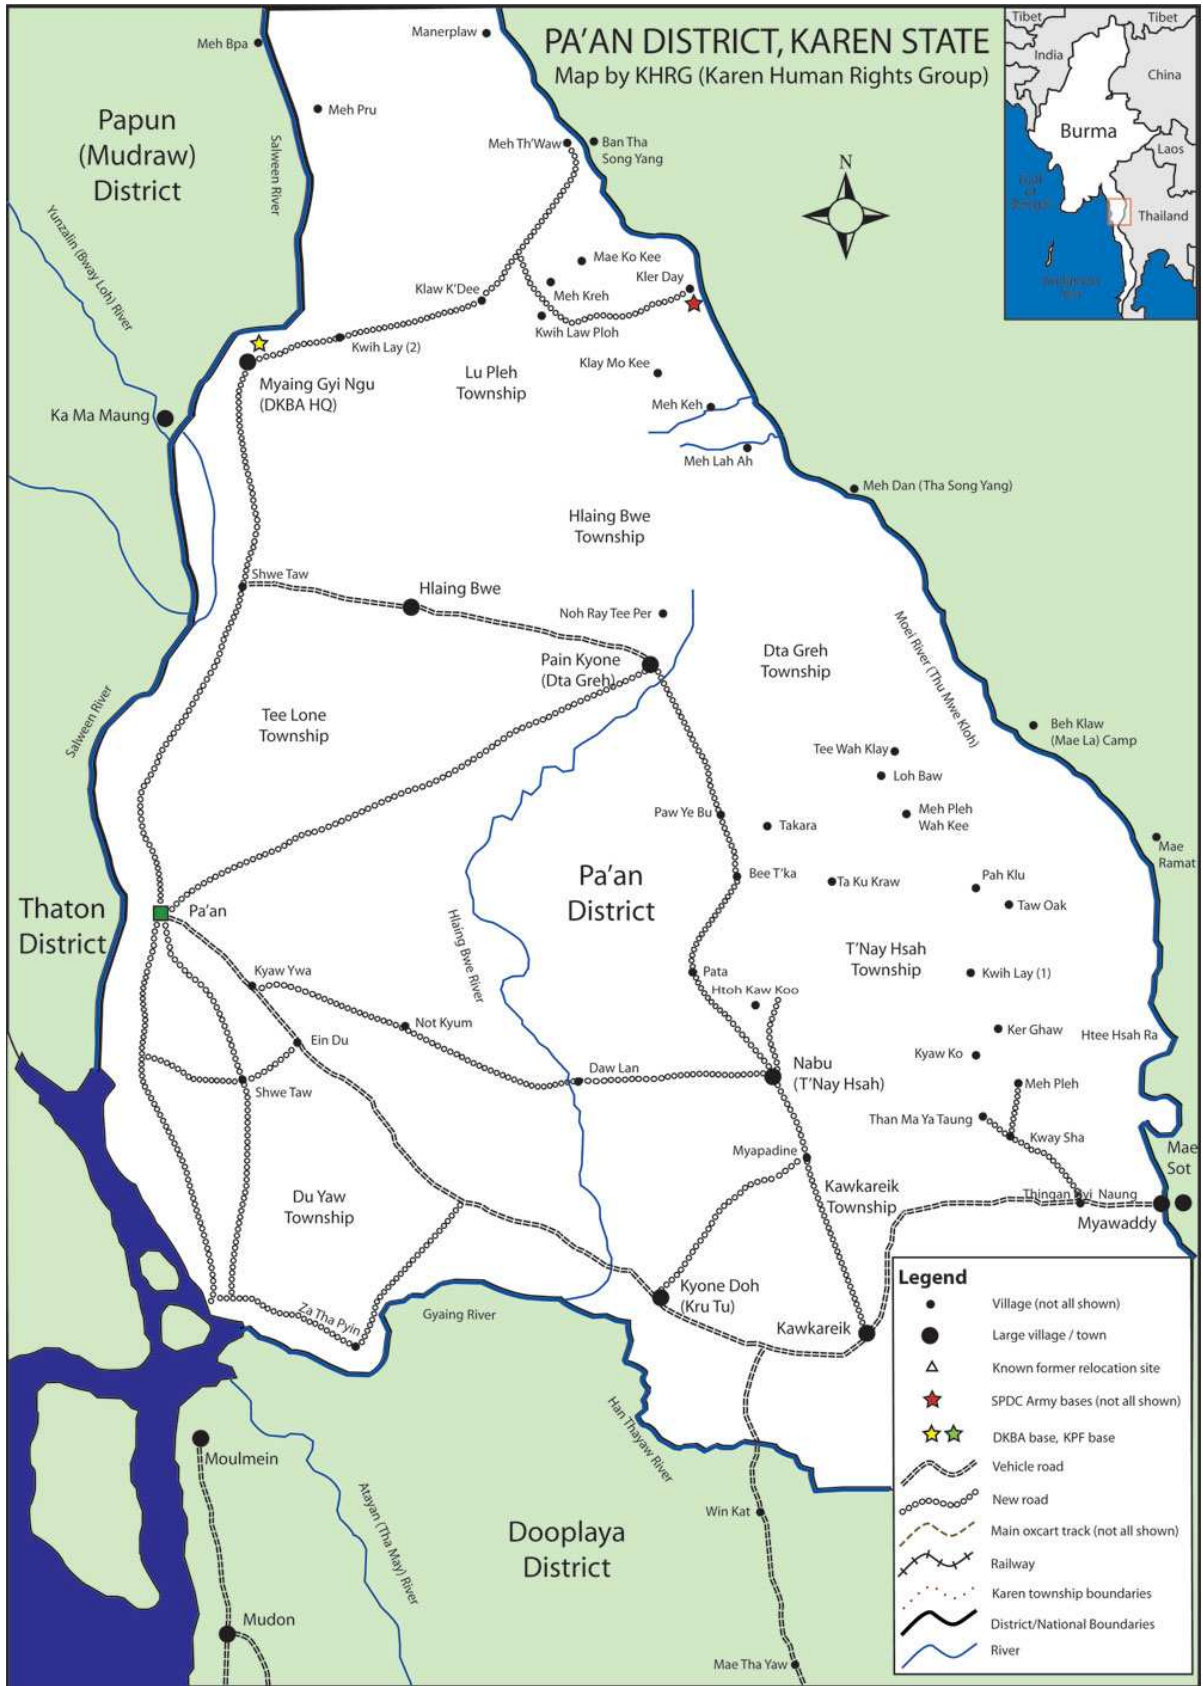 PA'AN DISTRICT, KAREN STATE
Map by KHRG (Karen Human Rights Group)
Tibet
Tibet
India
China
Burma
Laos
Thailand
N
Meh Bpa
Manerplaw
Meh Pru
Papun
(Mudraw)
District
Salween River
Meh Th'Waw
Ban Tha
Song Yang
Yunzalin (Bway Loh) River
Mae Ko Kee
Kler Day
Klaw K'Dee
Meh Kreh
Kwih Law Ploh
Kwih Lay (2)
Klay Mo Kee
Lu Pleh
Township
Myaing Gyi Ngu
(DKBA HQ)
Ka Ma Maung
Meh Keh
Meh Lah Ah
Meh Dan (Tha Song Yang)
Hlaing Bwe
Township
Shwe Taw
Hlaing Bwe
Noh Ray Tee Per
Moei River (Thu Mwe Kloh)
Pain Kyone
(Dta Greh)
Dta Greh
Township
Salween River
Tee Lone
Township
Beh Klaw
(Mae La) Camp
Tee Wah Klay
Loh Baw
Paw Ye Bu
Takara
Meh Pleh
Wah Kee
Mae
Ramat
Pa'an
District
Bee T'ka
Ta Ku Kraw
Pah Klu
Taw Oak
Thaton
District
Pa'an
Hlaing Bwe River
T'Nay Hsah
Township
Kyaw Ywa
Pata
Kwih Lay (1)
Htoh Kaw Koo
Not Kyum
Ein Du
Ker Ghaw
Htee Hsah Ra
Kyaw Ko
Daw Lan
Nabu
(T'Nay Hsah)
Shwe Taw
Meh Pleh
Than Ma Ya Taung
Kway Sha
Myapadine
Mae
Sot
Du Yaw
Township
Kawkareik
Township
Thingan Nyi Naung
Myawaddy
Kyone Doh
(Kru Tu)
Za Tha Pyin
Gyaing River
Kawkareik
Han Thayaw River
Moulmein
Atayan (Tha May) River
Win Kat
Dooplaya
District
Mudon
Mae Tha Yaw
Legend
Village (not all shown)
Large village / town
Known former relocation site
SPDC Army bases (not all shown)
DKBA base, KPF base
Vehicle road
New road
Main oxcart track (not all shown)
Railway
Karen township boundaries
District/National Boundaries
River